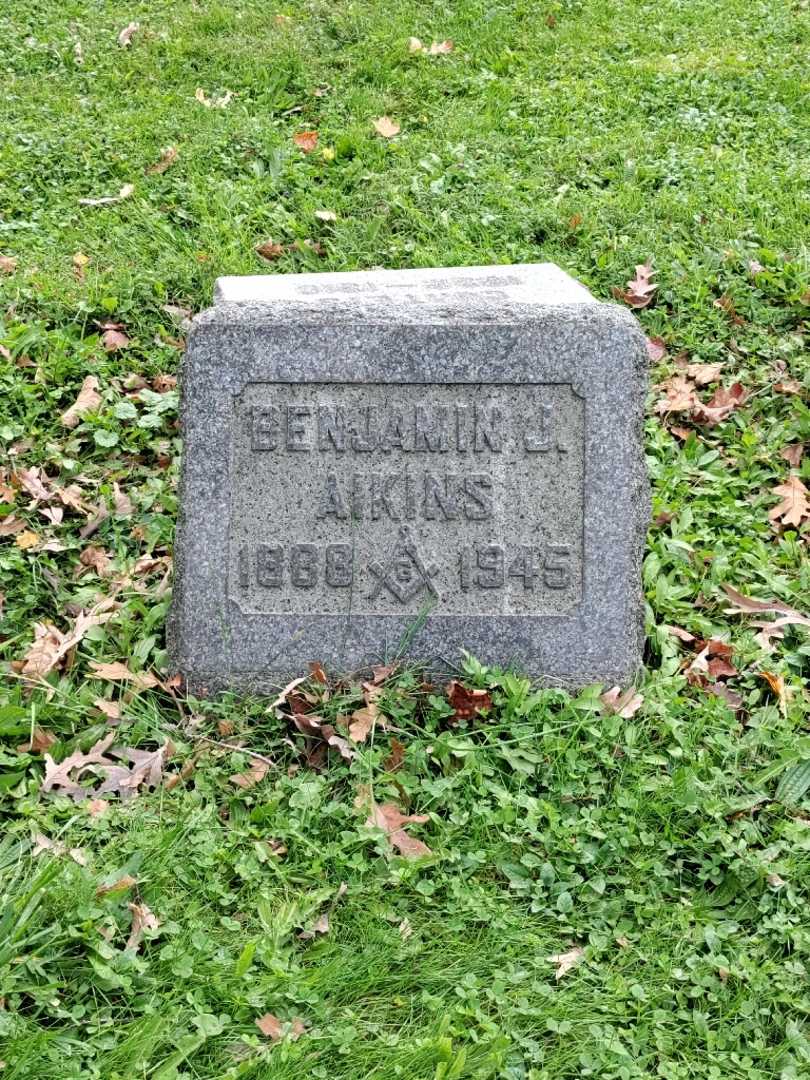 BENJAMIN J.
AIKINS
1888 G 1945